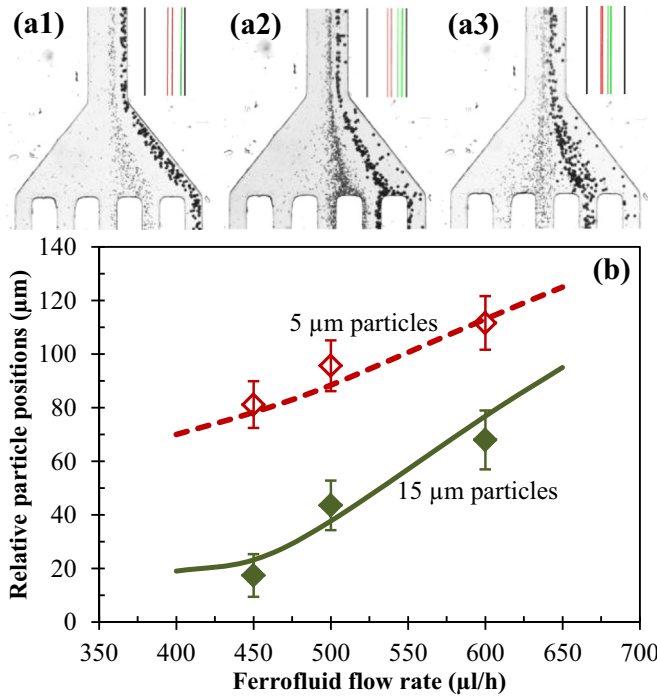 (a1) (a2) (a3)
(b)
Relative particle positions (µm)
140
120
100
80
60
40
20
0
5 µm particles
15 µm particles
350 400 450 500 550 600 650 700
Ferrofluid flow rate (µl/h)